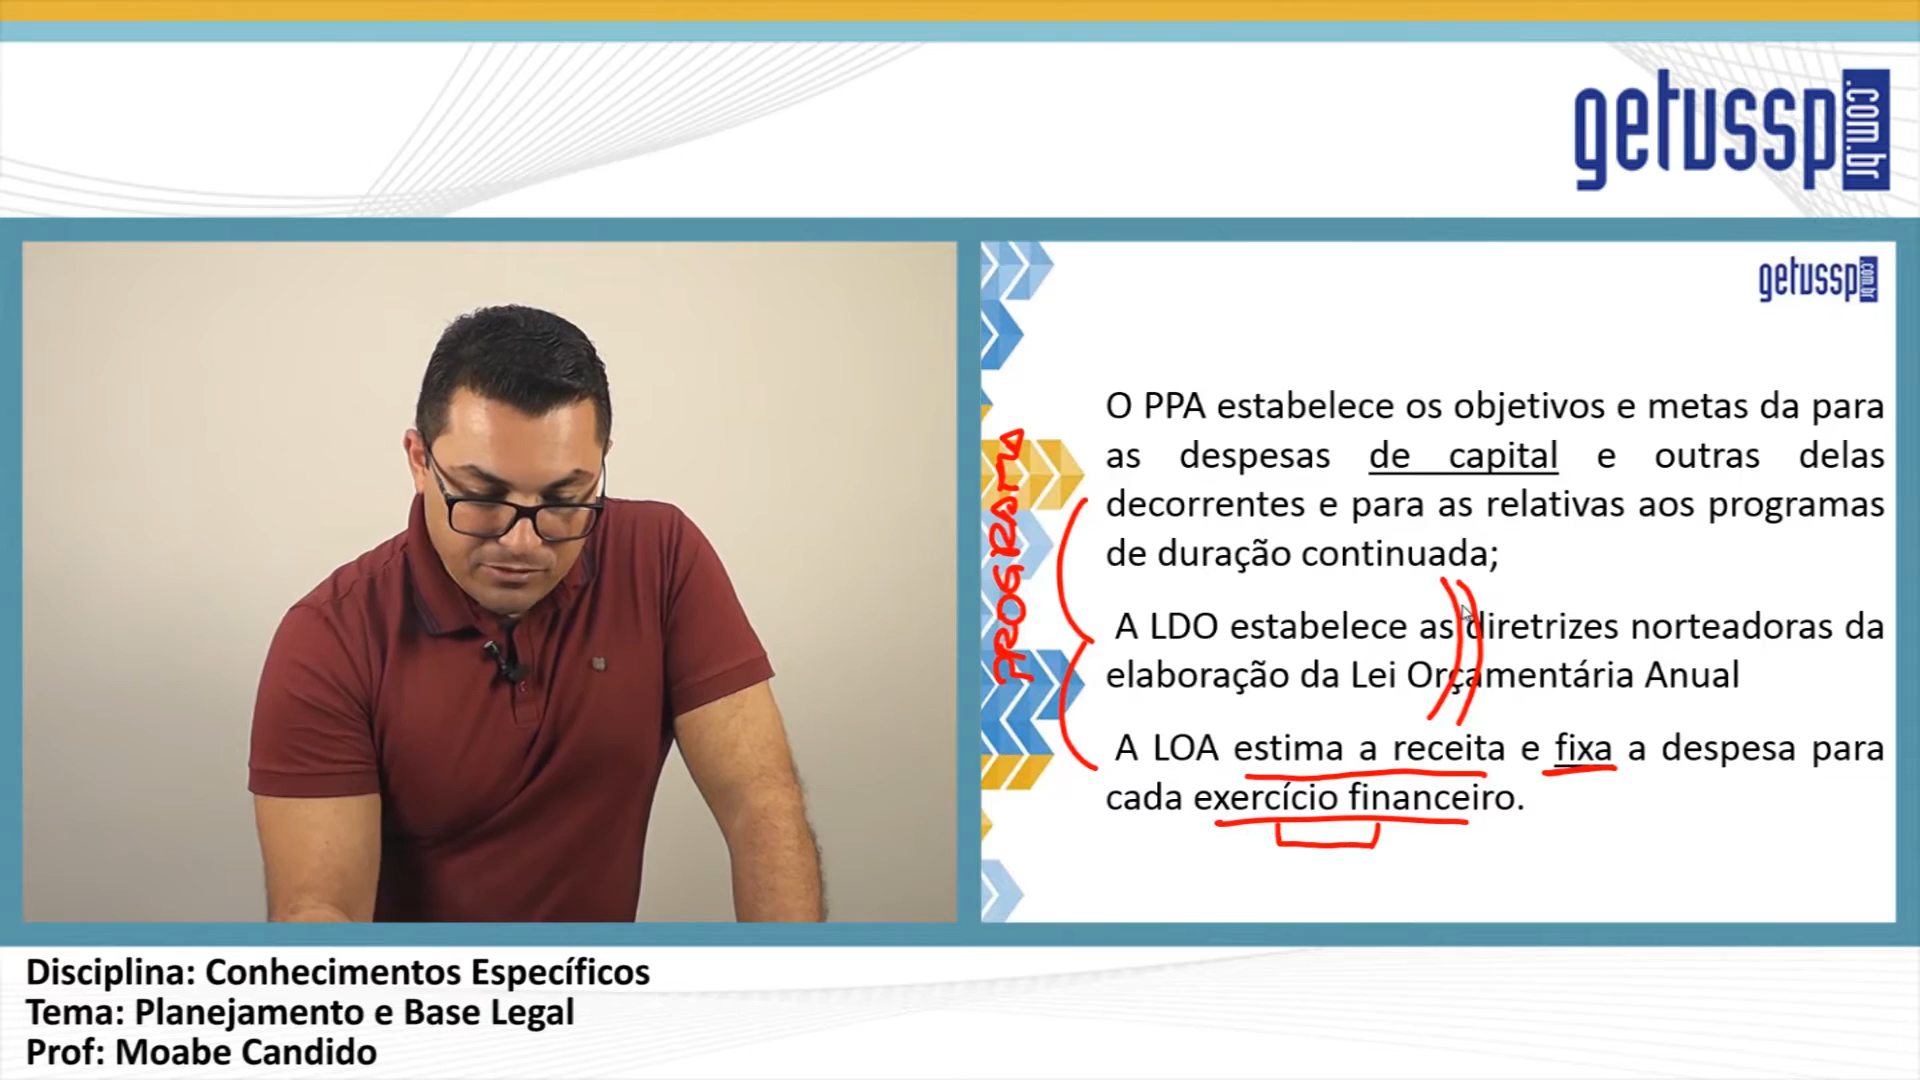 getussp.com.br
getussp.com.br
O PPA estabelece os objetivos e metas da para
as despesas de capital e outras delas
decorrentes e para as relativas aos programas
de duração continuada;
A LDO estabelece as diretrizes norteadoras da
elaboração da Lei Orçamentária Anual
A LOA estima a receita e fixa a despesa para
cada exercício financeiro.
PROGRAMA
Disciplina: Conhecimentos Específicos
Tema: Planejamento e Base Legal
Prof: Moabe Candido